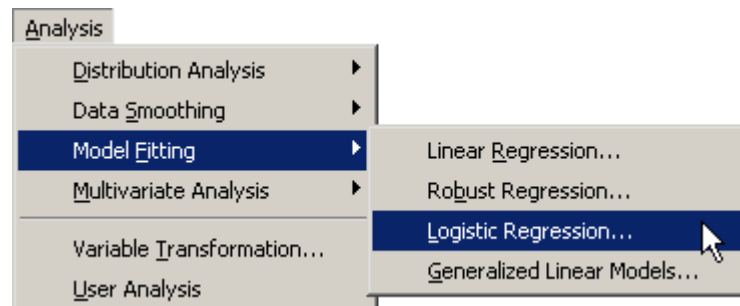 Analysis
Distribution Analysis
Data Smoothing
Model Fitting
Multivariate Analysis
Variable Transformation...
User Analysis
Linear Regression...
Robust Regression...
Logistic Regression...
Generalized Linear Models...